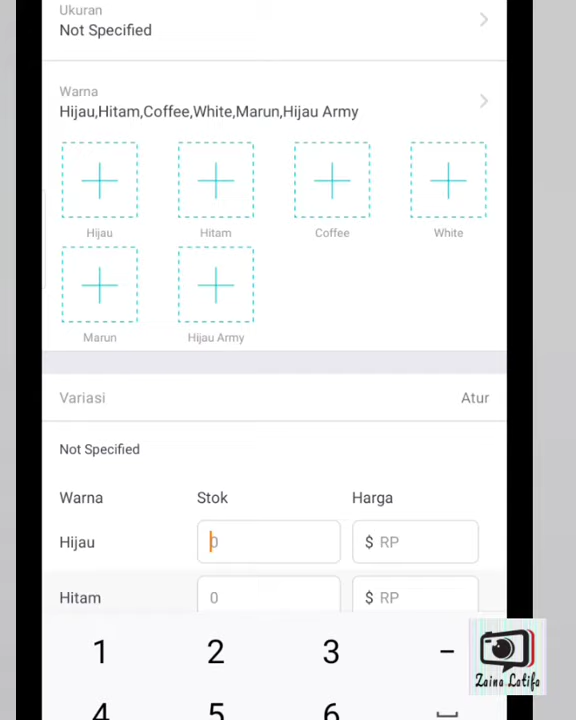 Ukuran
Not Specified
Warna
Hijau,Hitam,Coffee,White,Marun,Hijau Army
Hijau Hitam Coffee White
Marun Hijau Army
Variasi Atur
Not Specified
Warna Stok Harga
Hijau 0 $ RP
Hitam 0 $ RP
1 2 3 -
4 5 6
Zaina Latifa